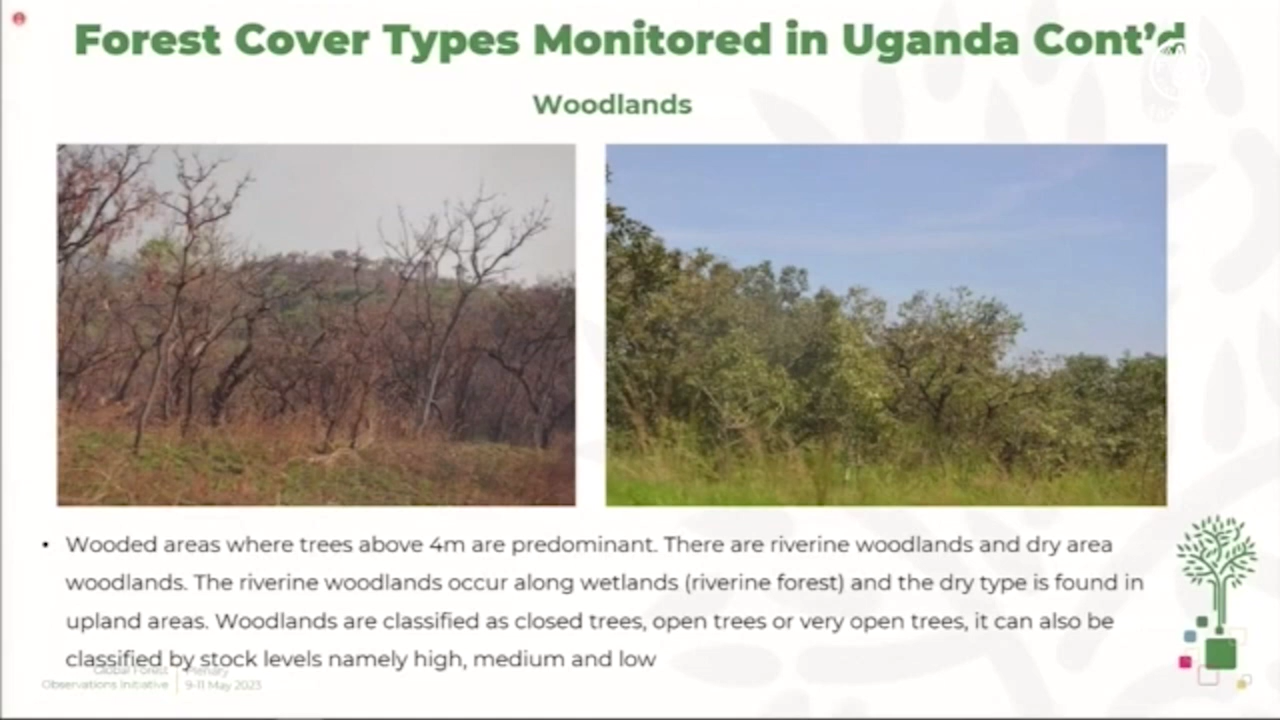 Forest Cover Types Monitored in Uganda Cont’d
Woodlands
• Wooded areas where trees above 4m are predominant. There are riverine woodlands and dry area
woodlands. The riverine woodlands occur along wetlands (riverine forest) and the dry type is found in
upland areas. Woodlands are classified as closed trees, open trees or very open trees, it can also be
classified by stock levels namely high, medium and low
Global Forest
Observations Initiative
Plenary
9-11 May 2023